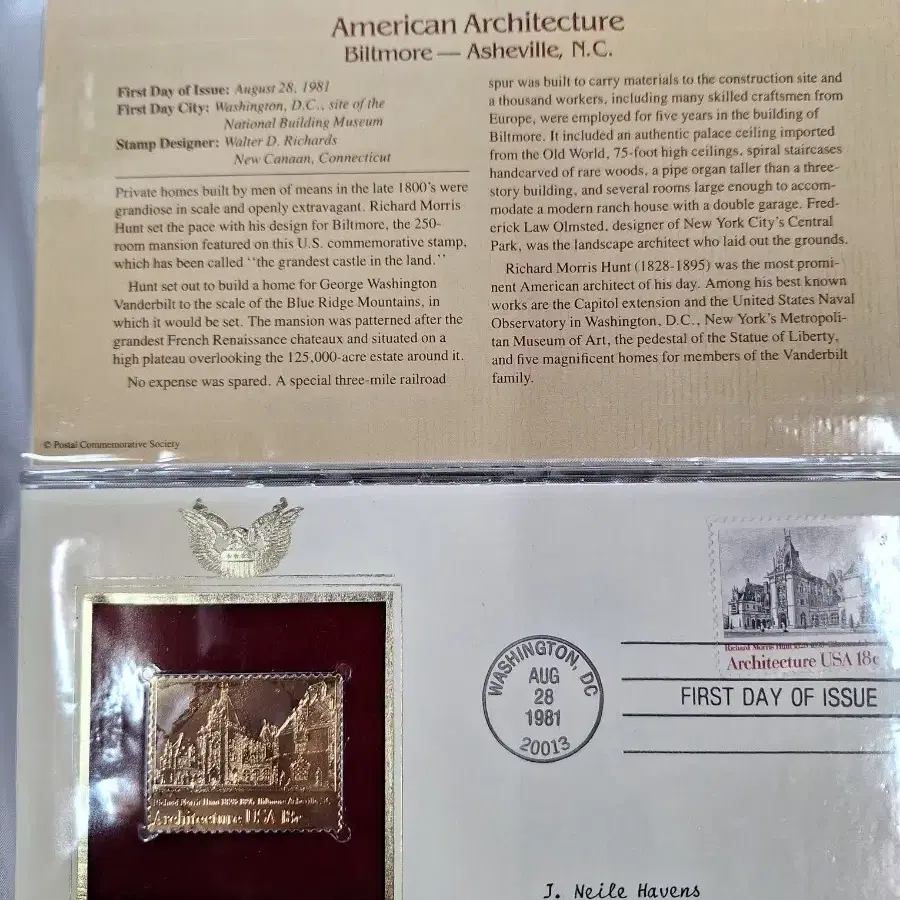 American Architecture
Biltmore — Asheville, N.C.
First Day of Issue: August 28, 1981
First Day City: Washington, D.C., site of the
National Building Museum
Stamp Designer: Walter D. Richards
New Canaan, Connecticut
Private homes built by men of means in the late 1800's were
grandiose in scale and openly extravagant. Richard Morris
Hunt set the pace with his design for Biltmore, the 250-
room mansion featured on this U.S. commemorative stamp,
which has been called "the grandest castle in the land."
Hunt set out to build a home for George Washington
Vanderbilt to the scale of the Blue Ridge Mountains, in
which it would be set. The mansion was patterned after the
grandest French Renaissance chateaux and situated on a
high plateau overlooking the 125,000-acre estate around it.
No expense was spared. A special three-mile railroad
spur was built to carry materials to the construction site and
a thousand workers, including many skilled craftsmen from
Europe, were employed for five years in the building of
Biltmore. It included an authentic palace ceiling imported
from the Old World, 75-foot high ceilings, spiral staircases
handcarved of rare woods, a pipe organ taller than a three-
story building, and several rooms large enough to accom-
modate a modern ranch house with a double garage. Fred-
erick Law Olmsted, designer of New York City's Central
Park, was the landscape architect who laid out the grounds.
Richard Morris Hunt (1828-1895) was the most promi-
nent American architect of his day. Among his best known
works are the Capitol extension and the United States Naval
Observatory in Washington, D.C., New York's Metropoli-
tan Museum of Art, the pedestal of the Statue of Liberty,
and five magnificent homes for members of the Vanderbilt
family.
© Postal Commemorative Society
Richard Morris Hunt
Architecture USA 18c
WASHINGTON, DC
AUG
28
1981
20013
FIRST DAY OF ISSUE
Richard Morris Hunt 1828-1895 Biltmore Asheville
Architecture USA 18c
J. Neile Havens